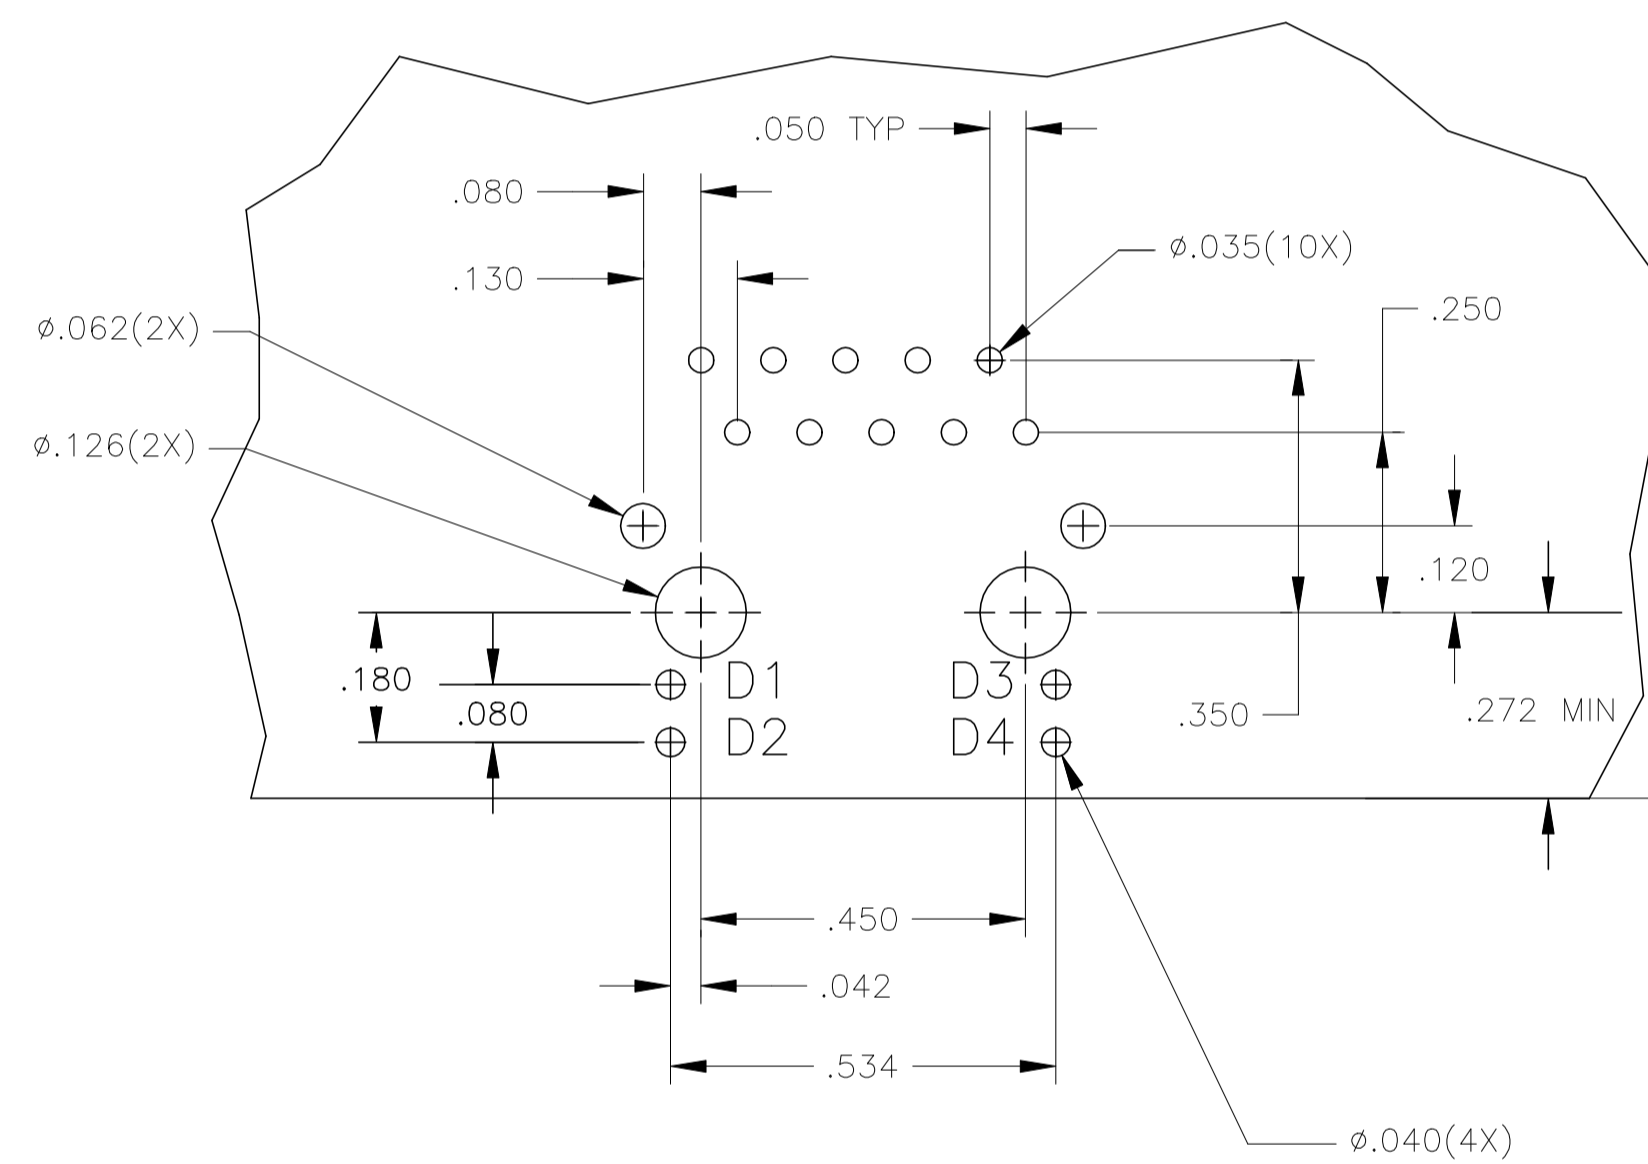 .050 TYP
.080
⌀.035(10X)
.130
.250
⌀.062(2X)
⌀.126(2X)
.120
.180
D1
D3
.080
.350
.272 MIN
D2
D4
.450
.042
.534
⌀.040(4X)